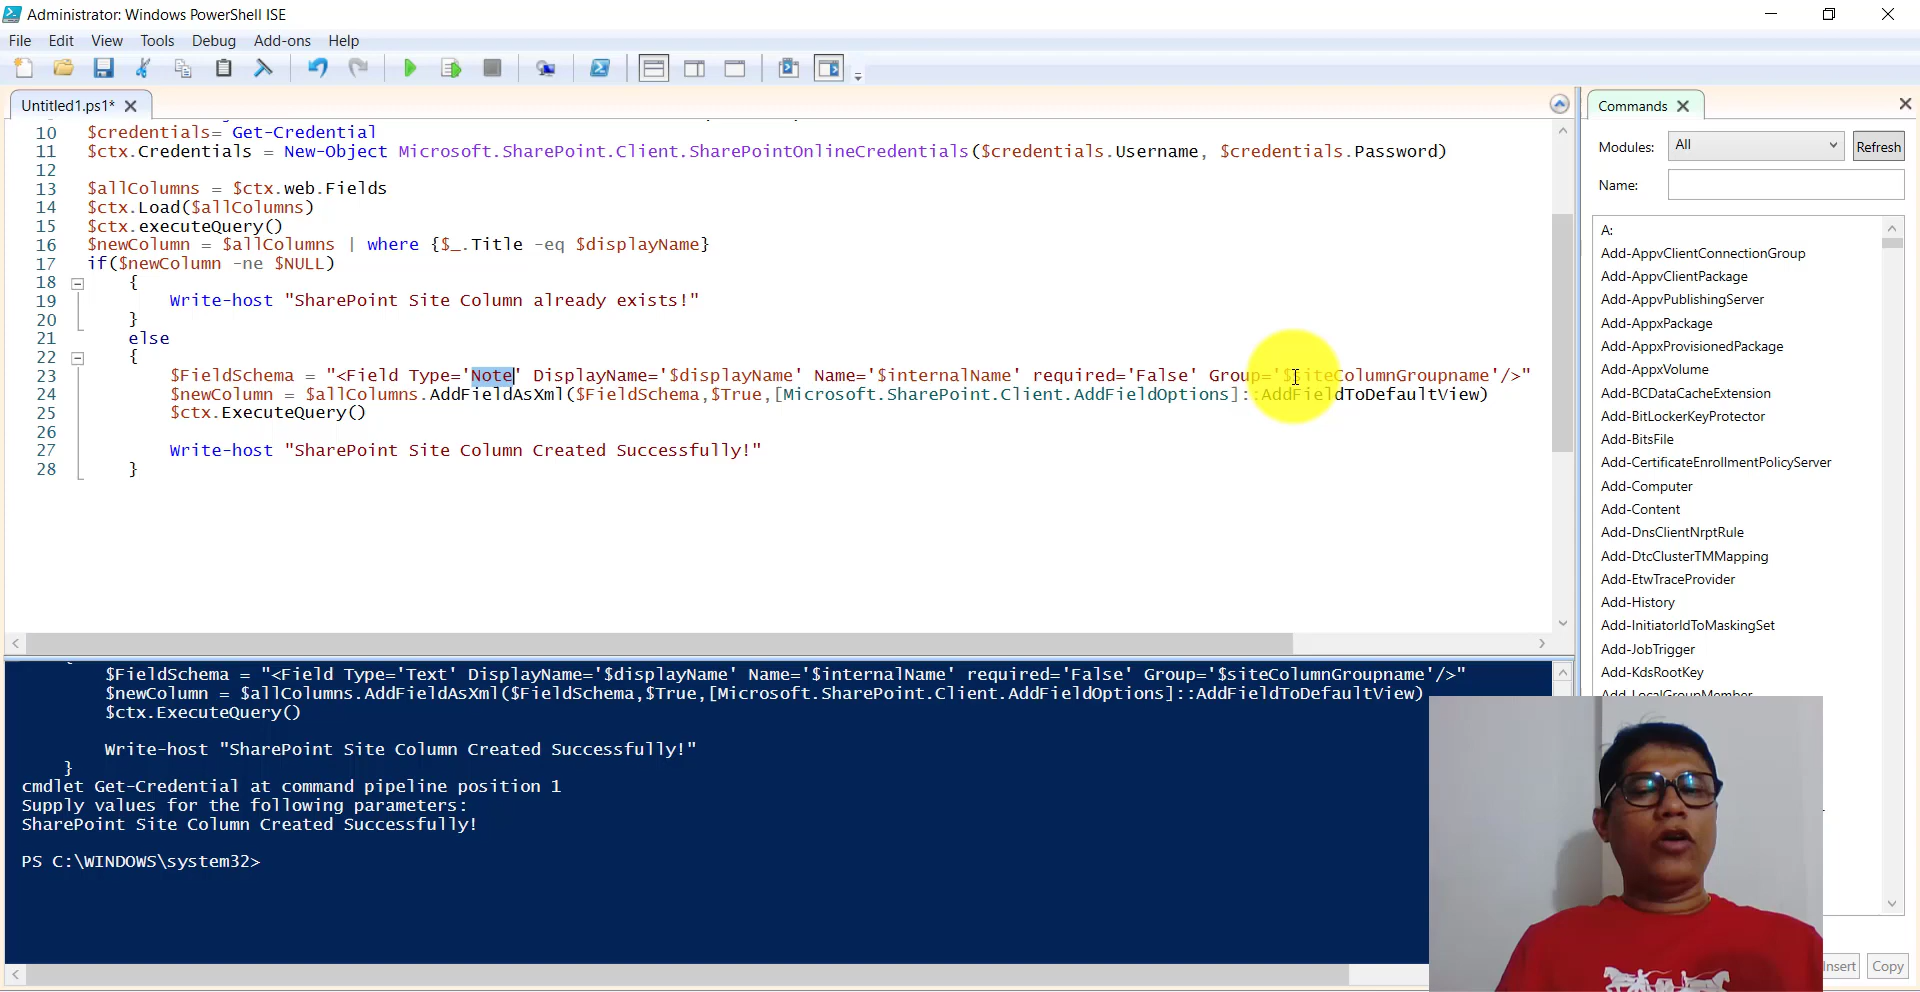 Administrator: Windows PowerShell ISE
File Edit View Tools Debug Add-ons Help
Untitled1.ps1*
Commands
10 $credentials= Get-Credential
11 $ctx.Credentials = New-Object Microsoft.SharePoint.Client.SharePointOnlineCredentials($credentials.Username, $credentials.Password)
12
13 $allColumns = $ctx.web.Fields
14 $ctx.Load($allColumns)
15 $ctx.executeQuery()
16 $newColumn = $allColumns | where {$_.Title -eq $displayName}
17 if($newColumn -ne $NULL)
18 {
19 Write-host "SharePoint Site Column already exists!"
20 }
21 else
22 {
23 $FieldSchema = "<Field Type='Note' DisplayName='$displayName' Name='$internalName' required='False' Group='$siteColumnGroupname'/>"
24 $newColumn = $allColumns.AddFieldAsXml($FieldSchema,$True,[Microsoft.SharePoint.Client.AddFieldOptions]::AddFieldToDefaultView)
25 $ctx.ExecuteQuery()
26
27 Write-host "SharePoint Site Column Created Successfully!"
28 }
$FieldSchema = "<Field Type='Text' DisplayName='$displayName' Name='$internalName' required='False' Group='$siteColumnGroupname'/>"
$newColumn = $allColumns.AddFieldAsXml($FieldSchema,$True,[Microsoft.SharePoint.Client.AddFieldOptions]::AddFieldToDefaultView)
$ctx.ExecuteQuery()
Write-host "SharePoint Site Column Created Successfully!"
}
cmdlet Get-Credential at command pipeline position 1
Supply values for the following parameters:
SharePoint Site Column Created Successfully!
PS C:\WINDOWS\system32>
Modules: All Refresh
Name:
A:
Add-AppvClientConnectionGroup
Add-AppvClientPackage
Add-AppvPublishingServer
Add-AppxPackage
Add-AppxProvisionedPackage
Add-AppxVolume
Add-BCDataCacheExtension
Add-BitLockerKeyProtector
Add-BitsFile
Add-CertificateEnrollmentPolicyServer
Add-Computer
Add-Content
Add-DnsClientNrptRule
Add-DtcClusterTMMapping
Add-EtwTraceProvider
Add-History
Add-InitiatorIdToMaskingSet
Add-JobTrigger
Add-KdsRootKey
Add-LocalGroupMember
Insert Copy